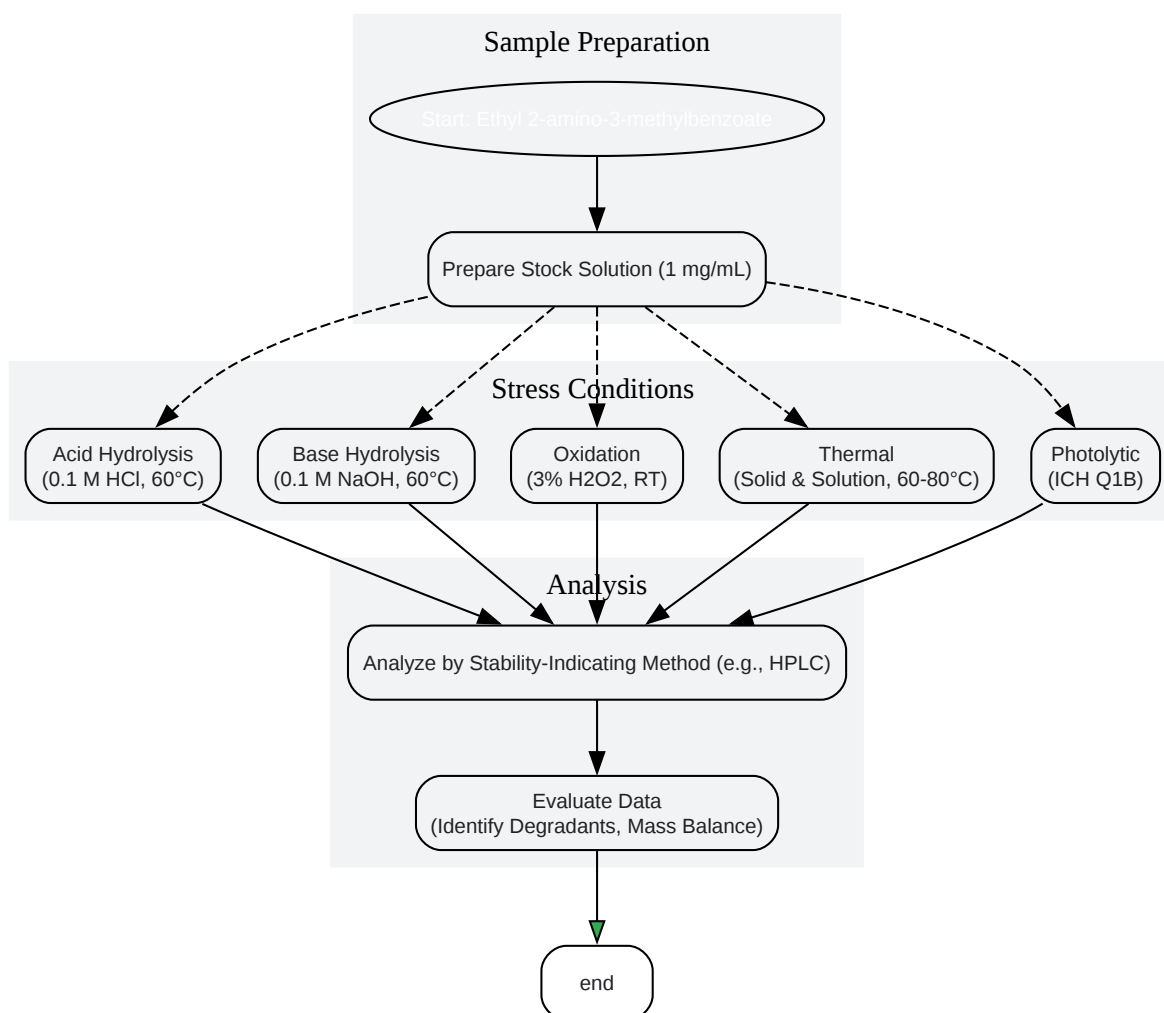 Sample Preparation
Start: Ethyl 2-amino-3-methylbenzoate
Prepare Stock Solution (1 mg/mL)
Stress Conditions
Acid Hydrolysis
(0.1 M HCl, 60°C)
Base Hydrolysis
(0.1 M NaOH, 60°C)
Oxidation
(3% H2O2, RT)
Thermal
(Solid & Solution, 60-80°C)
Photolytic
(ICH Q1B)
Analysis
Analyze by Stability-Indicating Method (e.g., HPLC)
Evaluate Data
(Identify Degradants, Mass Balance)
end